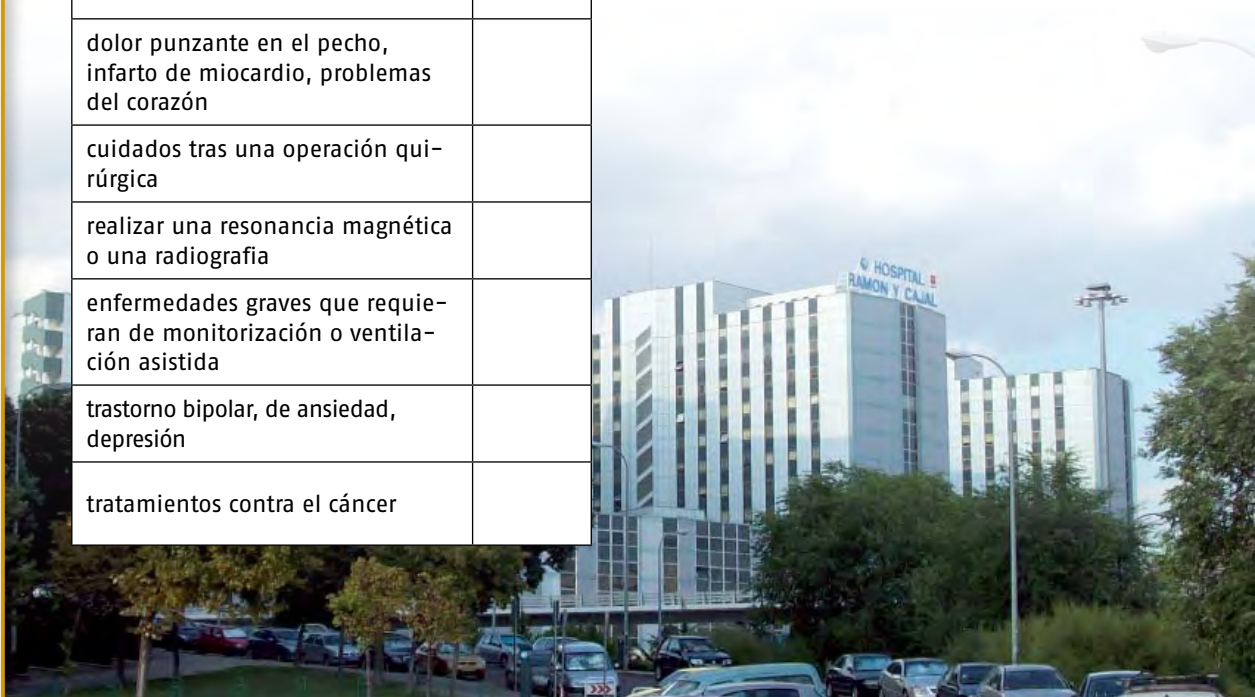 dolor punzante en el pecho,
infarto de miocardio, problemas
del corazón
cuidados tras una operación qui-
rúrgica
realizar una resonancia magnética
o una radiografia
enfermedades graves que requie-
ran de monitorización o ventila-
ción asistida
trastorno bipolar, de ansiedad,
depresión
tratamientos contra el cáncer
HOSPITAL
RAMON Y CAJAL